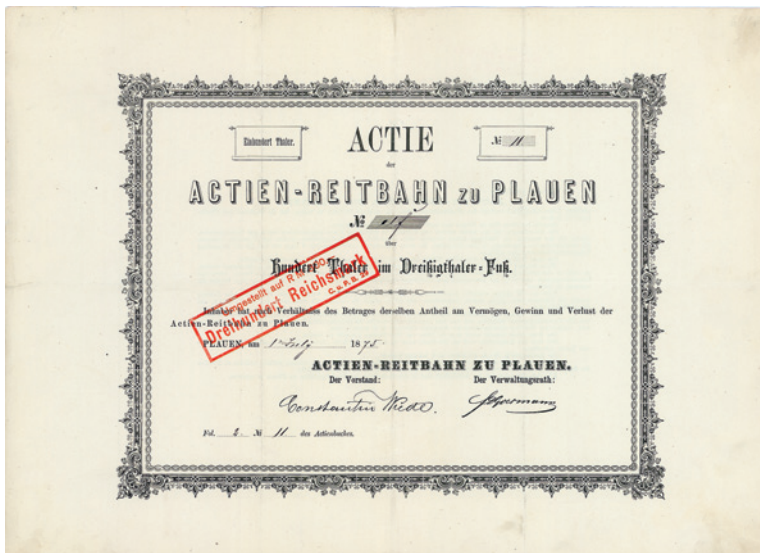 Einhundert Thaler.
ACTIE
№ 11
der
ACTIEN-REITBAHN ZU PLAUEN
№ 11
über
Hundert Thaler im Dreißigthaler-Fuß.
Umgestellt auf R.M.
Dreihundert Reichsmark
Inhaber hat nach Verhältniss des Betrages derselben Antheil am Vermögen, Gewinn und Verlust der
Actien-Reitbahn zu Plauen.
PLAUEN, am 1 July 1875.
ACTIEN-REITBAHN ZU PLAUEN.
Der Vorstand:
Der Verwaltungsrath:
Constantin
Fol. 2. № 11 des Actienbuches.